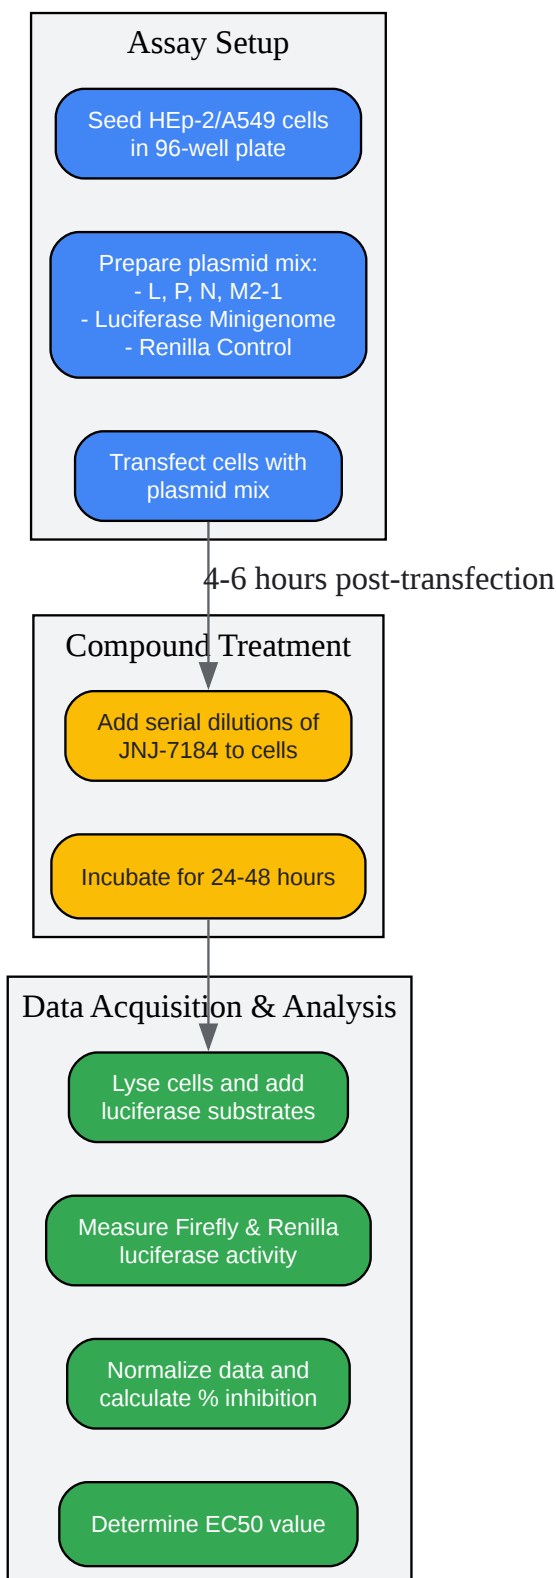 Assay Setup
Seed HEp-2/A549 cells
in 96-well plate
Prepare plasmid mix:
- L, P, N, M2-1
- Luciferase Minigenome
- Renilla Control
Transfect cells with
plasmid mix
4-6 hours post-transfection
Compound Treatment
Add serial dilutions of
JNJ-7184 to cells
Incubate for 24-48 hours
Data Acquisition & Analysis
Lyse cells and add
luciferase substrates
Measure Firefly & Renilla
luciferase activity
Normalize data and
calculate % inhibition
Determine EC50 value